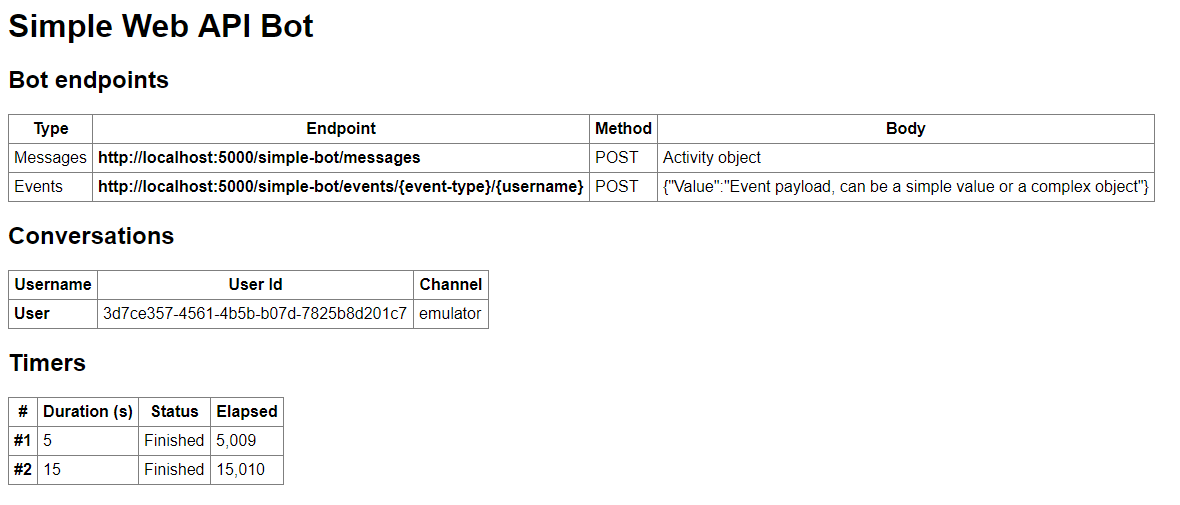 Simple Web API Bot
Bot endpoints
Type Endpoint Method Body
Messages http://localhost:5000/simple-bot/messages POST Activity object
Events http://localhost:5000/simple-bot/events/{event-type}/{username} POST {"Value":"Event payload, can be a simple value or a complex object"}
Conversations
Username User Id Channel
User 3d7ce357-4561-4b5b-b07d-7825b8d201c7 emulator
Timers
# Duration (s) Status Elapsed
#1 5 Finished 5,009
#2 15 Finished 15,010